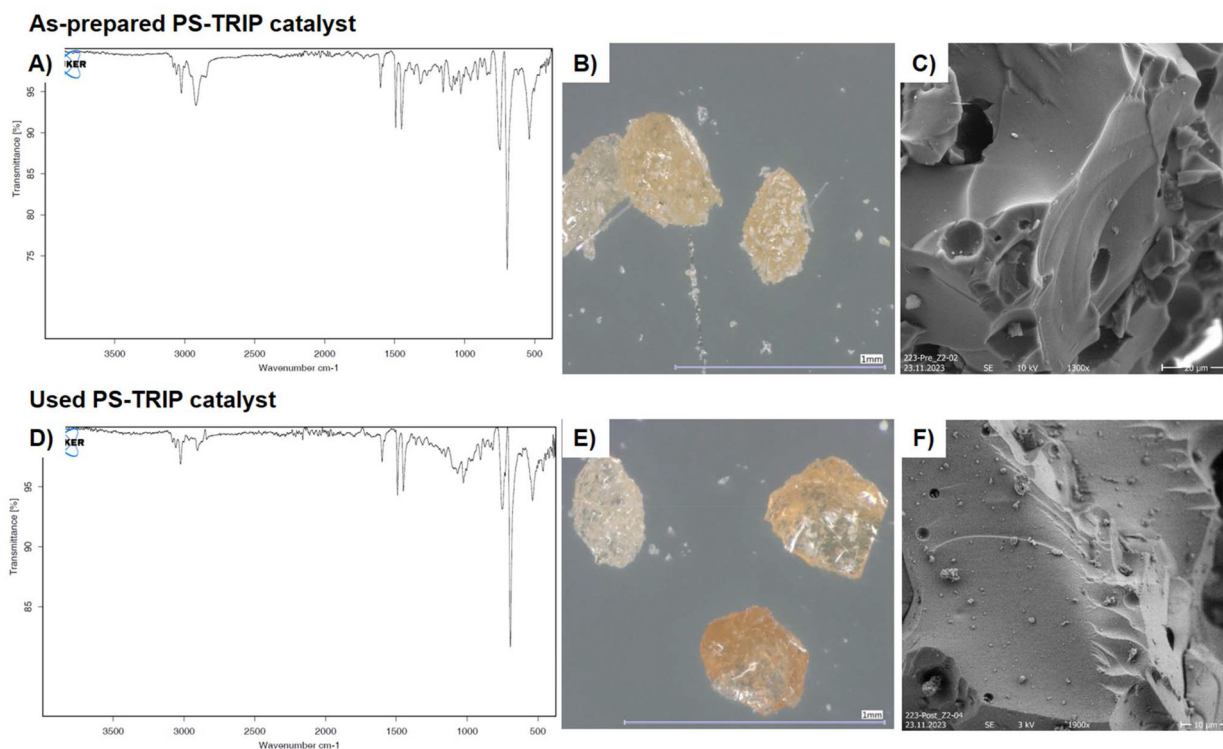 As-prepared PS-TRIP catalyst
A)
KER
Transmittance [%]
95
90
85
80
75
3500
3000
2500
2000
1500
1000
500
Wavenumber cm-1
B)
1mm
C)
223-Pre_Z2-02
23.11.2023 SE 10 kV 1300x 20 µm
Used PS-TRIP catalyst
D)
KER
Transmittance [%]
95
90
85
3500
3000
2500
2000
1500
1000
500
Wavenumber cm-1
E)
1mm
F)
223-Post_Z2-04
23.11.2023 SE 3 kV 1900x 10 µm